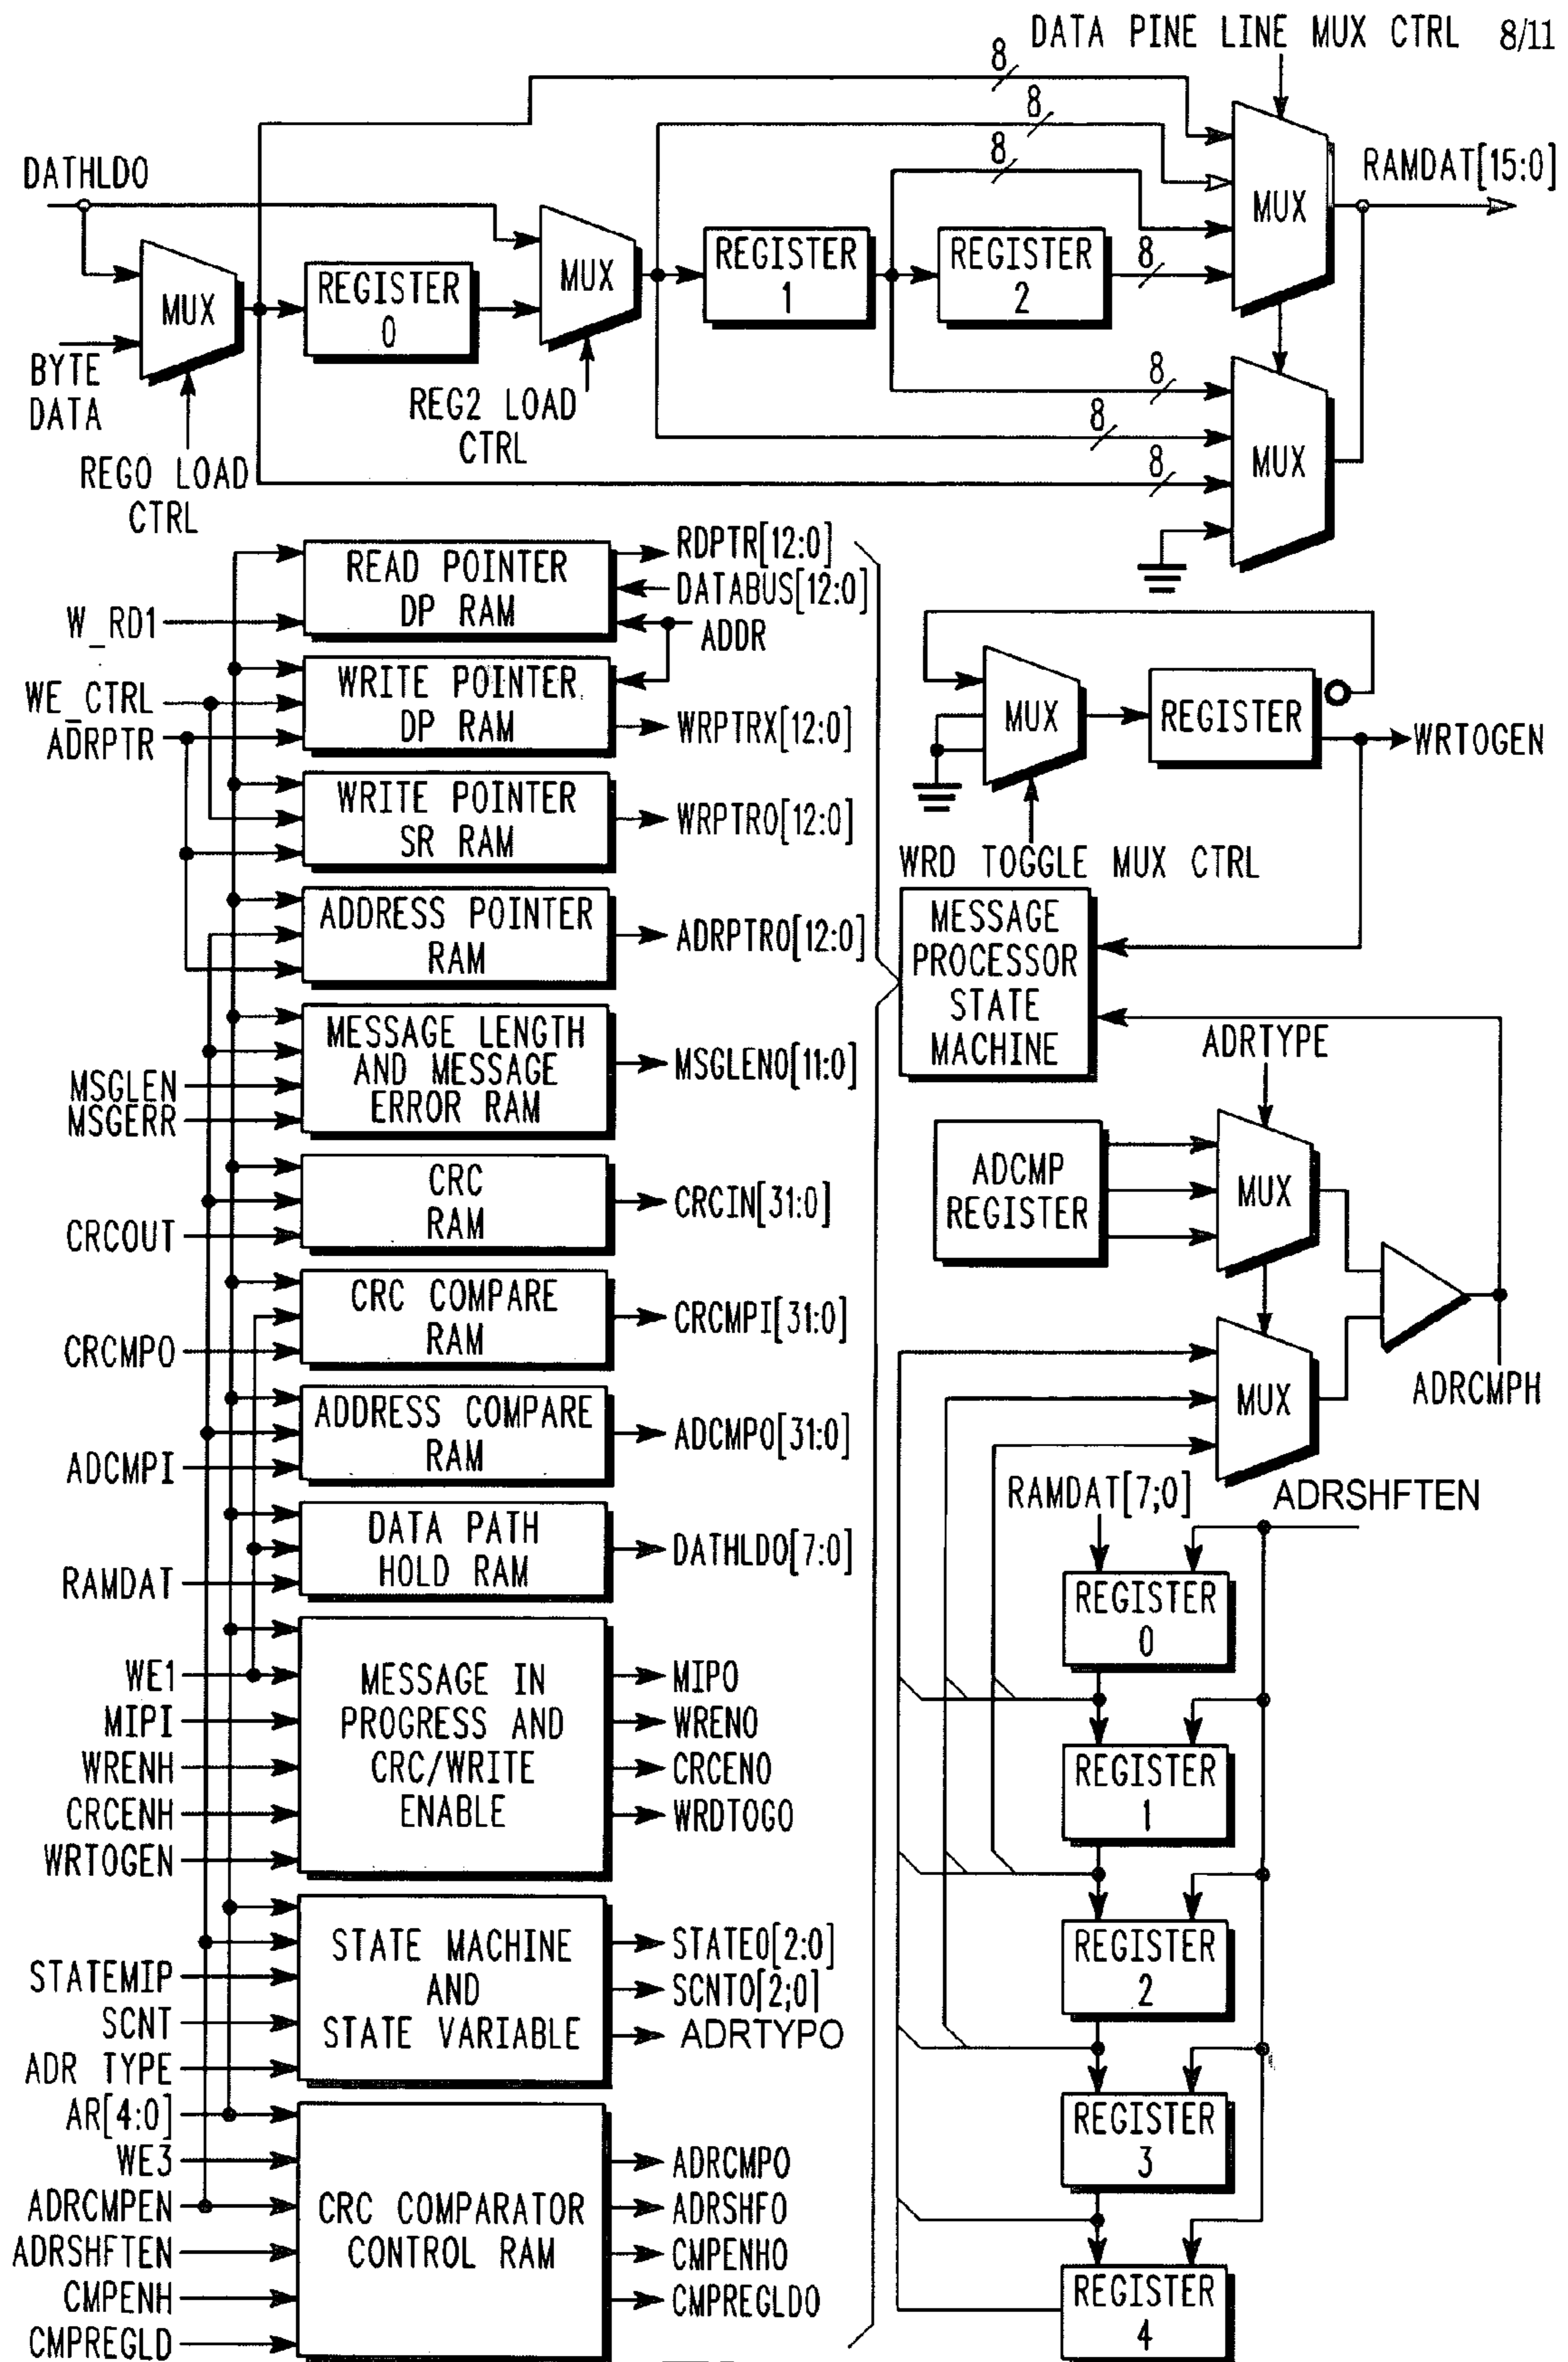 DATA PINE LINE MUX CTRL 8/11
8
8
8
8
DATHLDO
MUX
BYTE
DATA
REGO LOAD
CTRL
REGISTER
0
MUX
REG2 LOAD
CTRL
REGISTER
1
REGISTER
2
MUX
RAMDAT[15:0]
8
8
8
MUX
W_RD1
READ POINTER
DP RAM
RDPTR[12:0]
DATABUS[12:0]
ADDR
WE_CTRL
ADRPTR
WRITE POINTER
DP RAM
WRPTRX[12:0]
WRITE POINTER
SR RAM
WRPTRO[12:0]
ADDRESS POINTER
RAM
ADRPTRO[12:0]
MSGLEN
MSGERR
MESSAGE LENGTH
AND MESSAGE
ERROR RAM
MSGLENO[11:0]
CRCOUT
CRC
RAM
CRCIN[31:0]
CRCMPO
CRC COMPARE
RAM
CRCMPI[31:0]
ADCMPI
ADDRESS COMPARE
RAM
ADCMPO[31:0]
RAMDAT
DATA PATH
HOLD RAM
DATHLDO[7:0]
WE1
MIPI
WRENH
CRCENH
WRTOGEN
MESSAGE IN
PROGRESS AND
CRC/WRITE
ENABLE
MIPO
WRENO
CRCENO
WRDTOGO
STATEMIP
SCNT
ADR TYPE
STATE MACHINE
AND
STATE VARIABLE
STATEO[2:0]
SCNTO[2;0]
ADRTYPO
AR[4:0]
WE3
ADRCMPEN
ADRSHFTEN
CMPENH
CMPREGLD
CRC COMPARATOR
CONTROL RAM
ADRCMPO
ADRSHFO
CMPENHO
CMPREGLDO
MUX
REGISTER
WRTOGEN
WRD TOGGLE MUX CTRL
MESSAGE
PROCESSOR
STATE
MACHINE
ADRTYPE
ADCMP
REGISTER
MUX
MUX
ADRCMPH
RAMDAT[7;0]
ADRSHFTEN
REGISTER
0
REGISTER
1
REGISTER
2
REGISTER
3
REGISTER
4